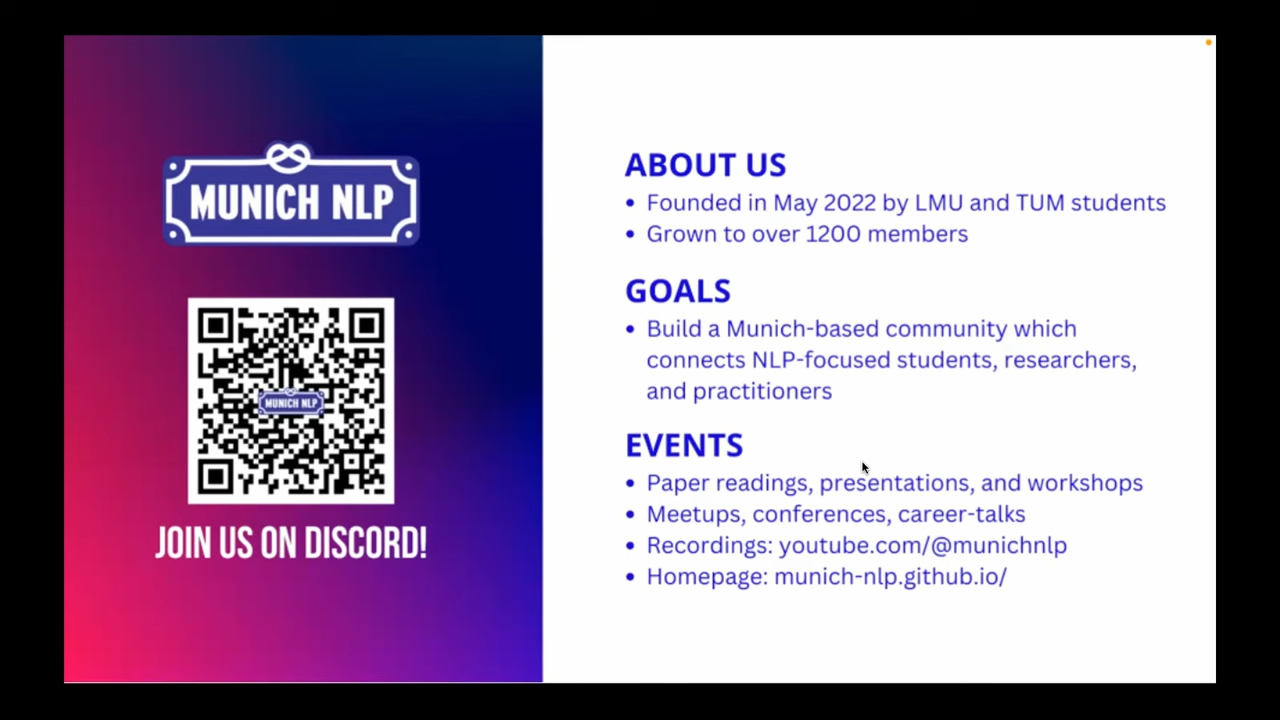 MUNICH NLP
MUNICH NLP
JOIN US ON DISCORD!
ABOUT US
• Founded in May 2022 by LMU and TUM students
• Grown to over 1200 members
GOALS
• Build a Munich-based community which
connects NLP-focused students, researchers,
and practitioners
EVENTS
• Paper readings, presentations, and workshops
• Meetups, conferences, career-talks
• Recordings: youtube.com/@munichnlp
• Homepage: munich-nlp.github.io/